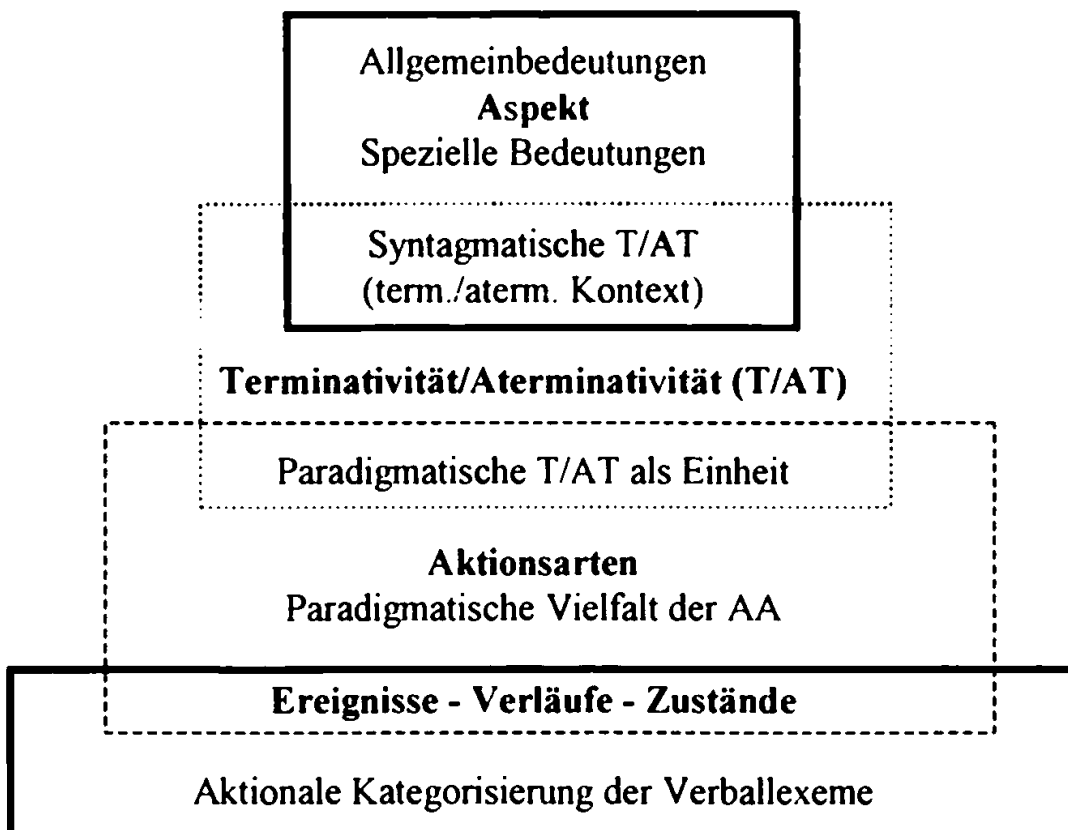 Allgemeinbedeutungen
Aspekt
Spezielle Bedeutungen
Syntagmatische T/AT
(term./aterm. Kontext)
Terminativität/Aterminativität (T/AT)
Paradigmatische T/AT als Einheit
Aktionsarten
Paradigmatische Vielfalt der AA
Ereignisse - Verläufe - Zustände
Aktionale Kategorisierung der Verballexeme